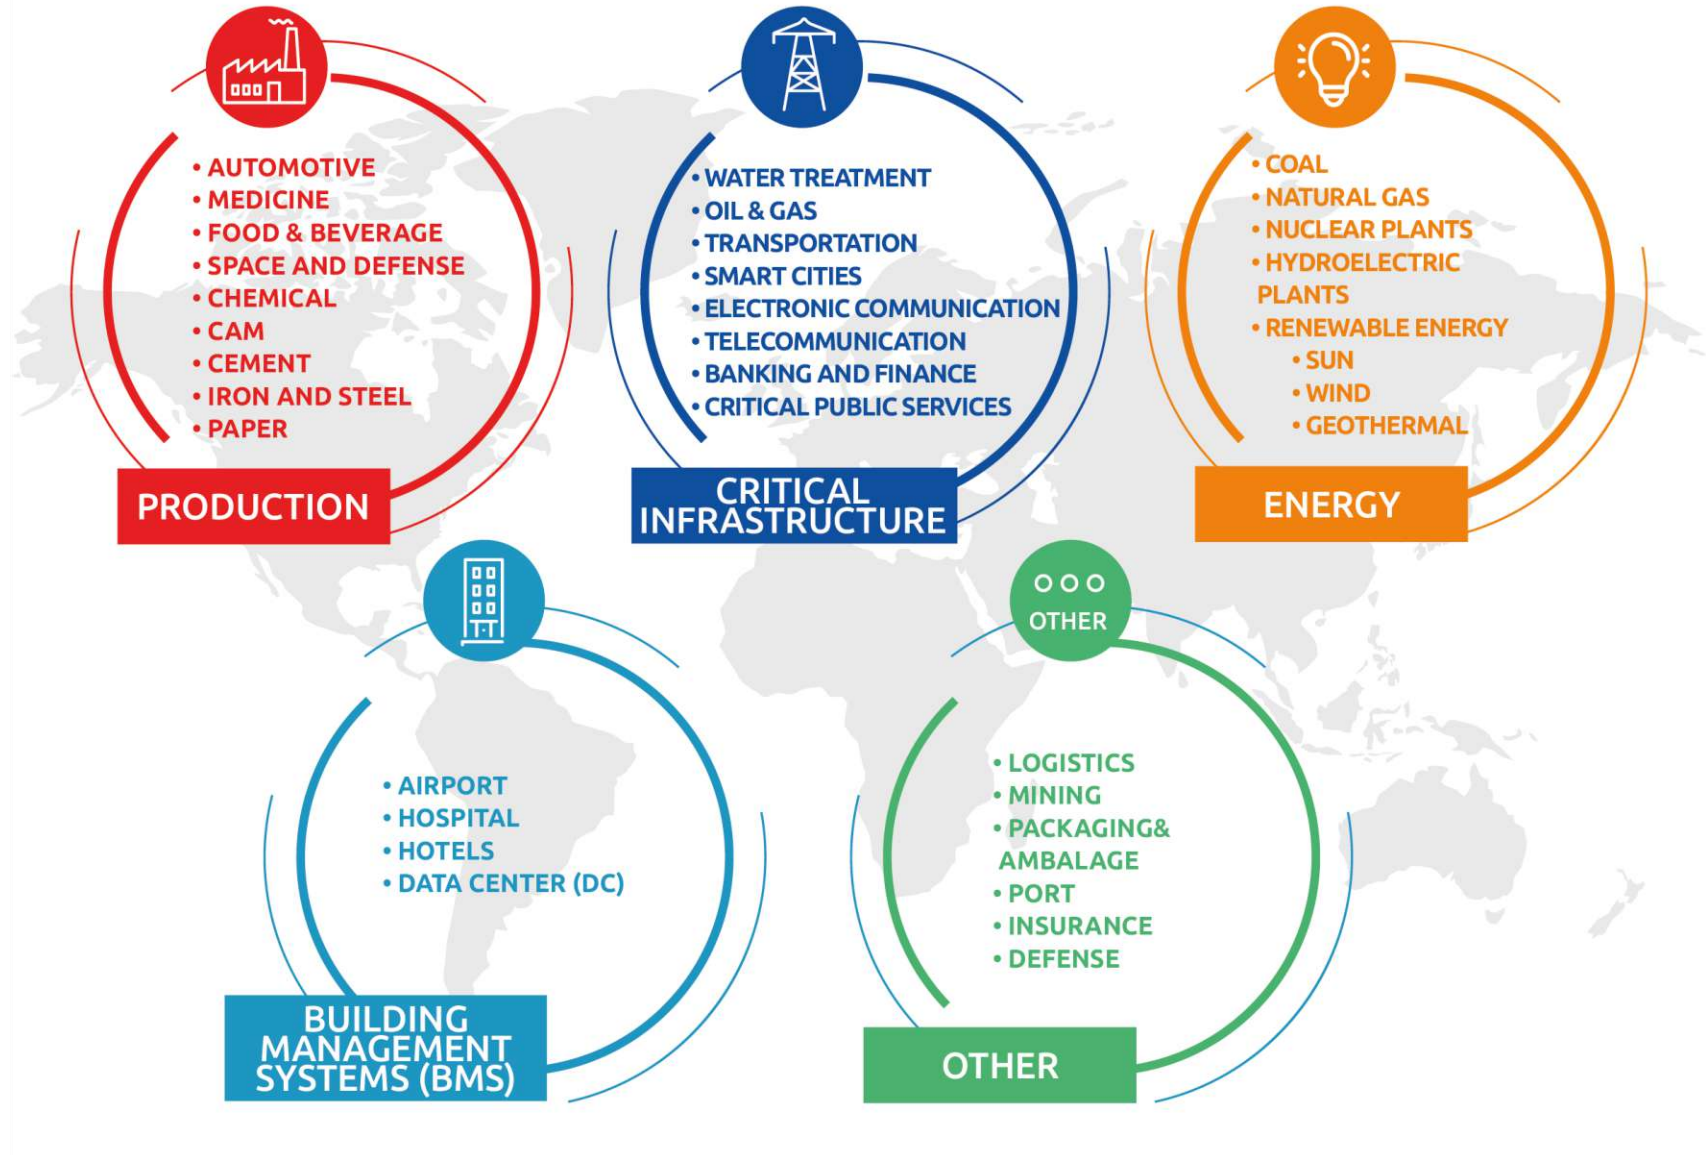 • AUTOMOTIVE
• MEDICINE
• FOOD & BEVERAGE
• SPACE AND DEFENSE
• CHEMICAL
• CAM
• CEMENT
• IRON AND STEEL
• PAPER
PRODUCTION
• WATER TREATMENT
• OIL & GAS
• TRANSPORTATION
• SMART CITIES
• ELECTRONIC COMMUNICATION
• TELECOMMUNICATION
• BANKING AND FINANCE
• CRITICAL PUBLIC SERVICES
CRITICAL
INFRASTRUCTURE
• COAL
• NATURAL GAS
• NUCLEAR PLANTS
• HYDROELECTRIC
PLANTS
• RENEWABLE ENERGY
• SUN
• WIND
• GEOTHERMAL
ENERGY
• AIRPORT
• HOSPITAL
• HOTELS
• DATA CENTER (DC)
BUILDING
MANAGEMENT
SYSTEMS (BMS)
OTHER
• LOGISTICS
• MINING
• PACKAGING&
AMBALAGE
• PORT
• INSURANCE
• DEFENSE
OTHER